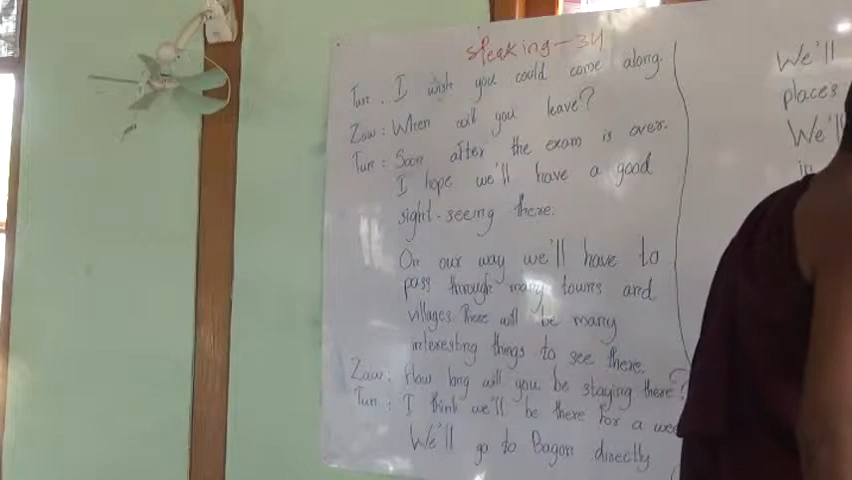 Speaking - 34
Tun : I wish you could come along.
Zaw : When will you leave?
Tun : Soon after the exam is over.
I hope we'll have a good
sight-seeing there.
On our way we'll have to
pass through many towns and
villages. There will be many
interesting things to see there.
Zaw : How long will you be staying there?
Tun : I think we'll be there for a
We'll go to Bagan directly
We'll
places
We'll
in